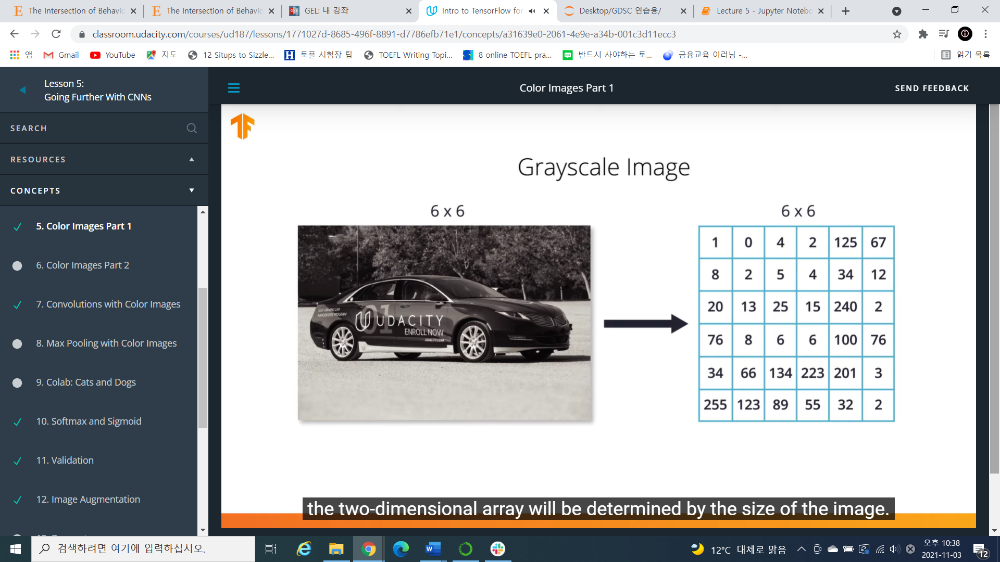 The Intersection of Behavio
The Intersection of Behavio
GEL: 내 강좌
Intro to TensorFlow for
Desktop/GDSC 연습용/
Lecture 5 - Jupyter Notebo
classroom.udacity.com/courses/ud187/lessons/1771027d-8685-496f-8891-d7786efb71e1/concepts/a31639e0-2061-4e9e-a34b-001c3d11ecc3
앱
Gmail
YouTube
지도
12 Situps to Sizzle...
토플 시험장 팁
TOEFL Writing Topi...
8 online TOEFL pra...
반드시 사야하는 토...
금융교육 이러닝 -...
읽기 목록
Lesson 5:
Going Further With CNNs
SEARCH
RESOURCES
CONCEPTS
5. Color Images Part 1
6. Color Images Part 2
7. Convolutions with Color Images
8. Max Pooling with Color Images
9. Colab: Cats and Dogs
10. Softmax and Sigmoid
11. Validation
12. Image Augmentation
Color Images Part 1
SEND FEEDBACK
Grayscale Image
6 x 6
SELF-DRIVING CAR
NANODEGREE PROGRAM
01
UDACITY
ENROLL NOW
UDACITY.COM
6 x 6
1 0 4 2 125 67
8 2 5 4 34 12
20 13 25 15 240 2
76 8 6 6 100 76
34 66 134 223 201 3
255 123 89 55 32 2
the two-dimensional array will be determined by the size of the image.
검색하려면 여기에 입력하십시오.
12°C 대체로 맑음
오후 10:38
2021-11-03
12